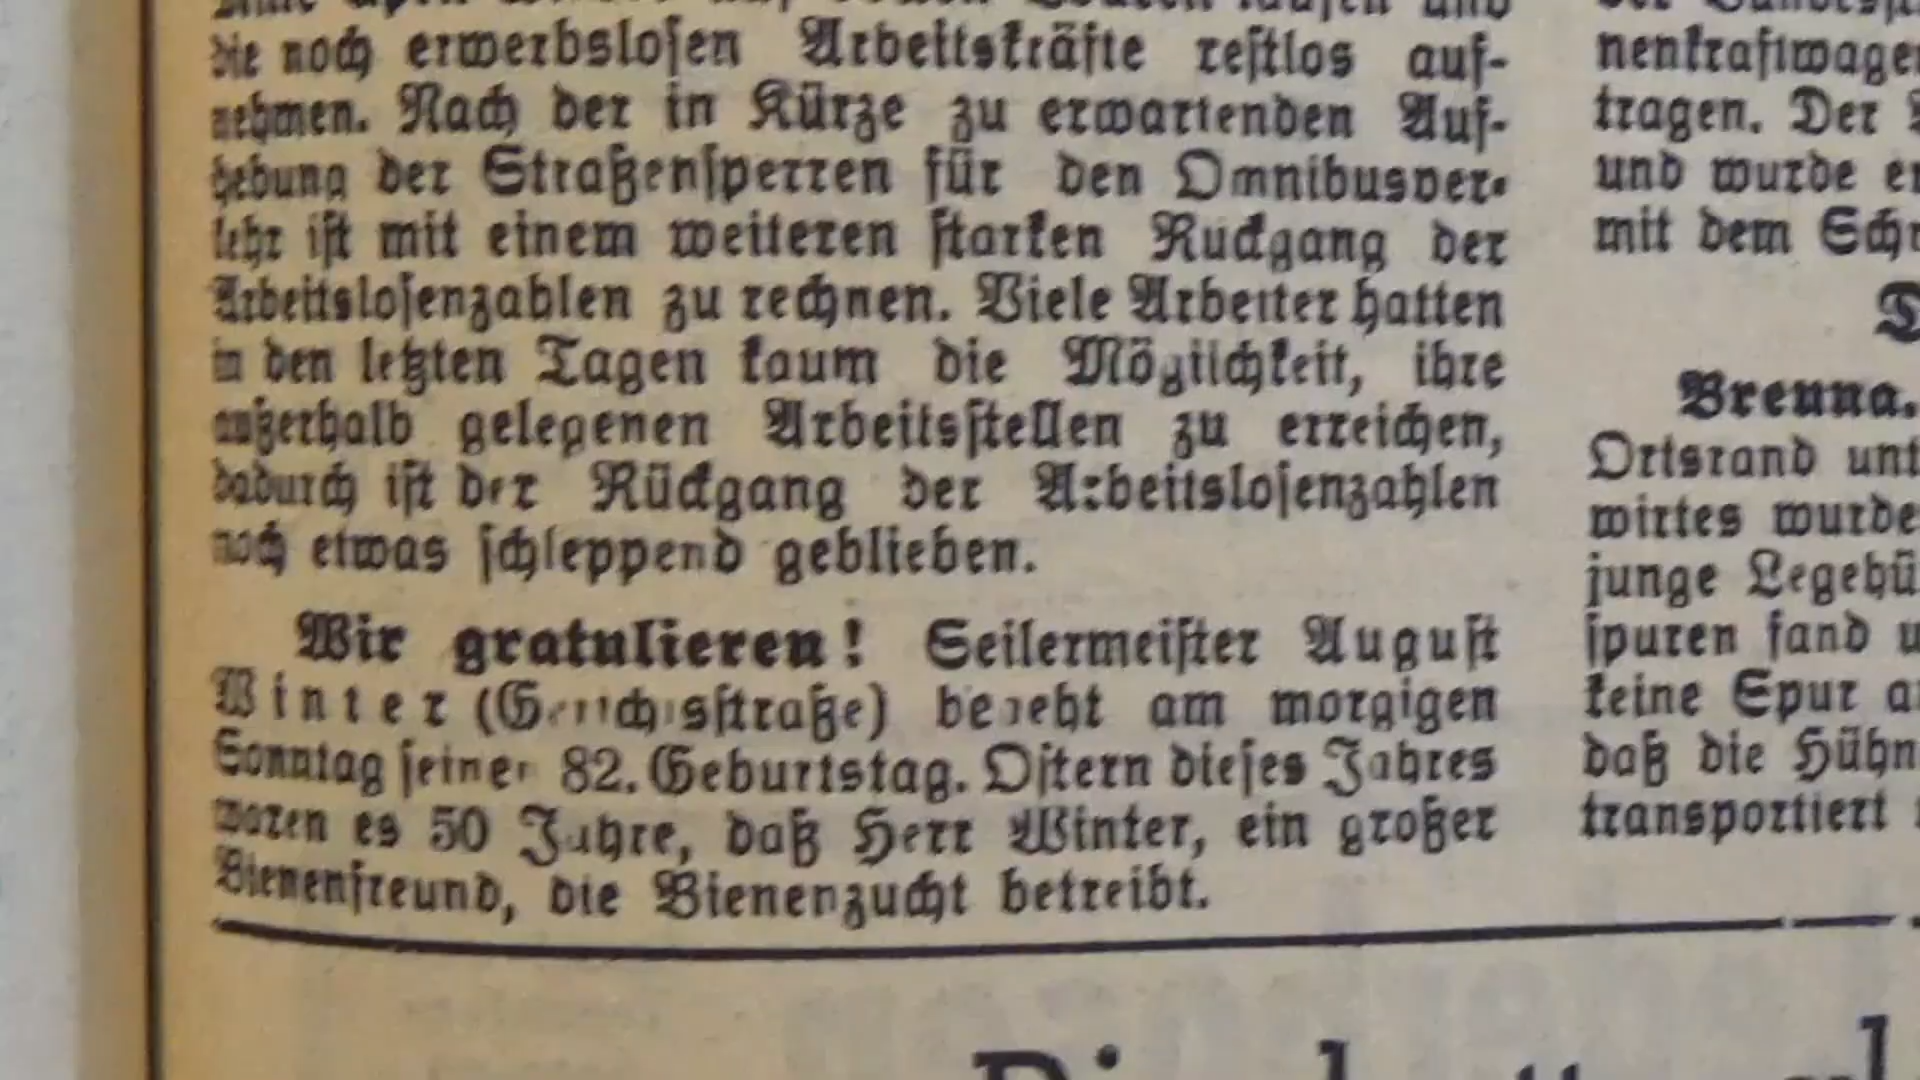 die noch erwerbslosen Arbeitskräfte restlos auf-
nehmen. Nach der in Kürze zu erwartenden Auf-
hebung der Straßensperren für den Omnibusver-
kehr ist mit einem weiteren starken Rückgang der
Arbeitslosenzahlen zu rechnen. Viele Arbeiter hatten
in den letzten Tagen kaum die Möglichkeit, ihre
außerhalb gelegenen Arbeitsstellen zu erreichen,
dadurch ist der Rückgang der Arbeitslosenzahlen
noch etwas schleppend geblieben.
Wir gratulieren! Seilermeister August
Winter (Gerichtsstraße) begeht am morgigen
Sonntag seinen 82. Geburtstag. Ostern dieses Jahres
waren es 50 Jahre, daß Herr Winter, ein großer
Bienenfreund, die Bienenzucht betreibt.
nenkraftwagen
tragen. Der
und wurde
mit dem
Brenna.
Ortsrand
wirtes wurde
junge
spuren fand
keine Spur
daß die
transportiert